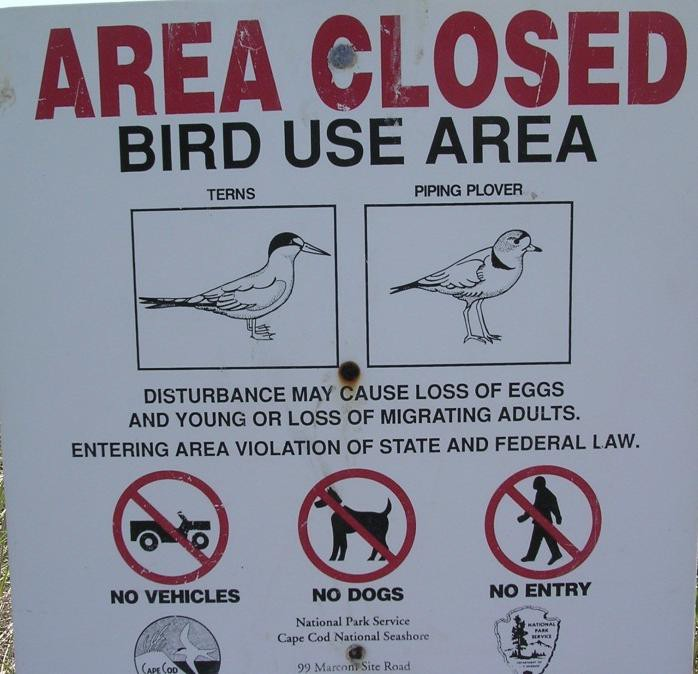 AREA CLOSED
BIRD USE AREA
TERNS
PIPING PLOVER
DISTURBANCE MAY CAUSE LOSS OF EGGS
AND YOUNG OR LOSS OF MIGRATING ADULTS.
ENTERING AREA VIOLATION OF STATE AND FEDERAL LAW.
NO VEHICLES
NO DOGS
NO ENTRY
National Park Service
Cape Cod National Seashore
99 Marconi Site Road
CAPE COD
NATIONAL
PARK
SERVICE